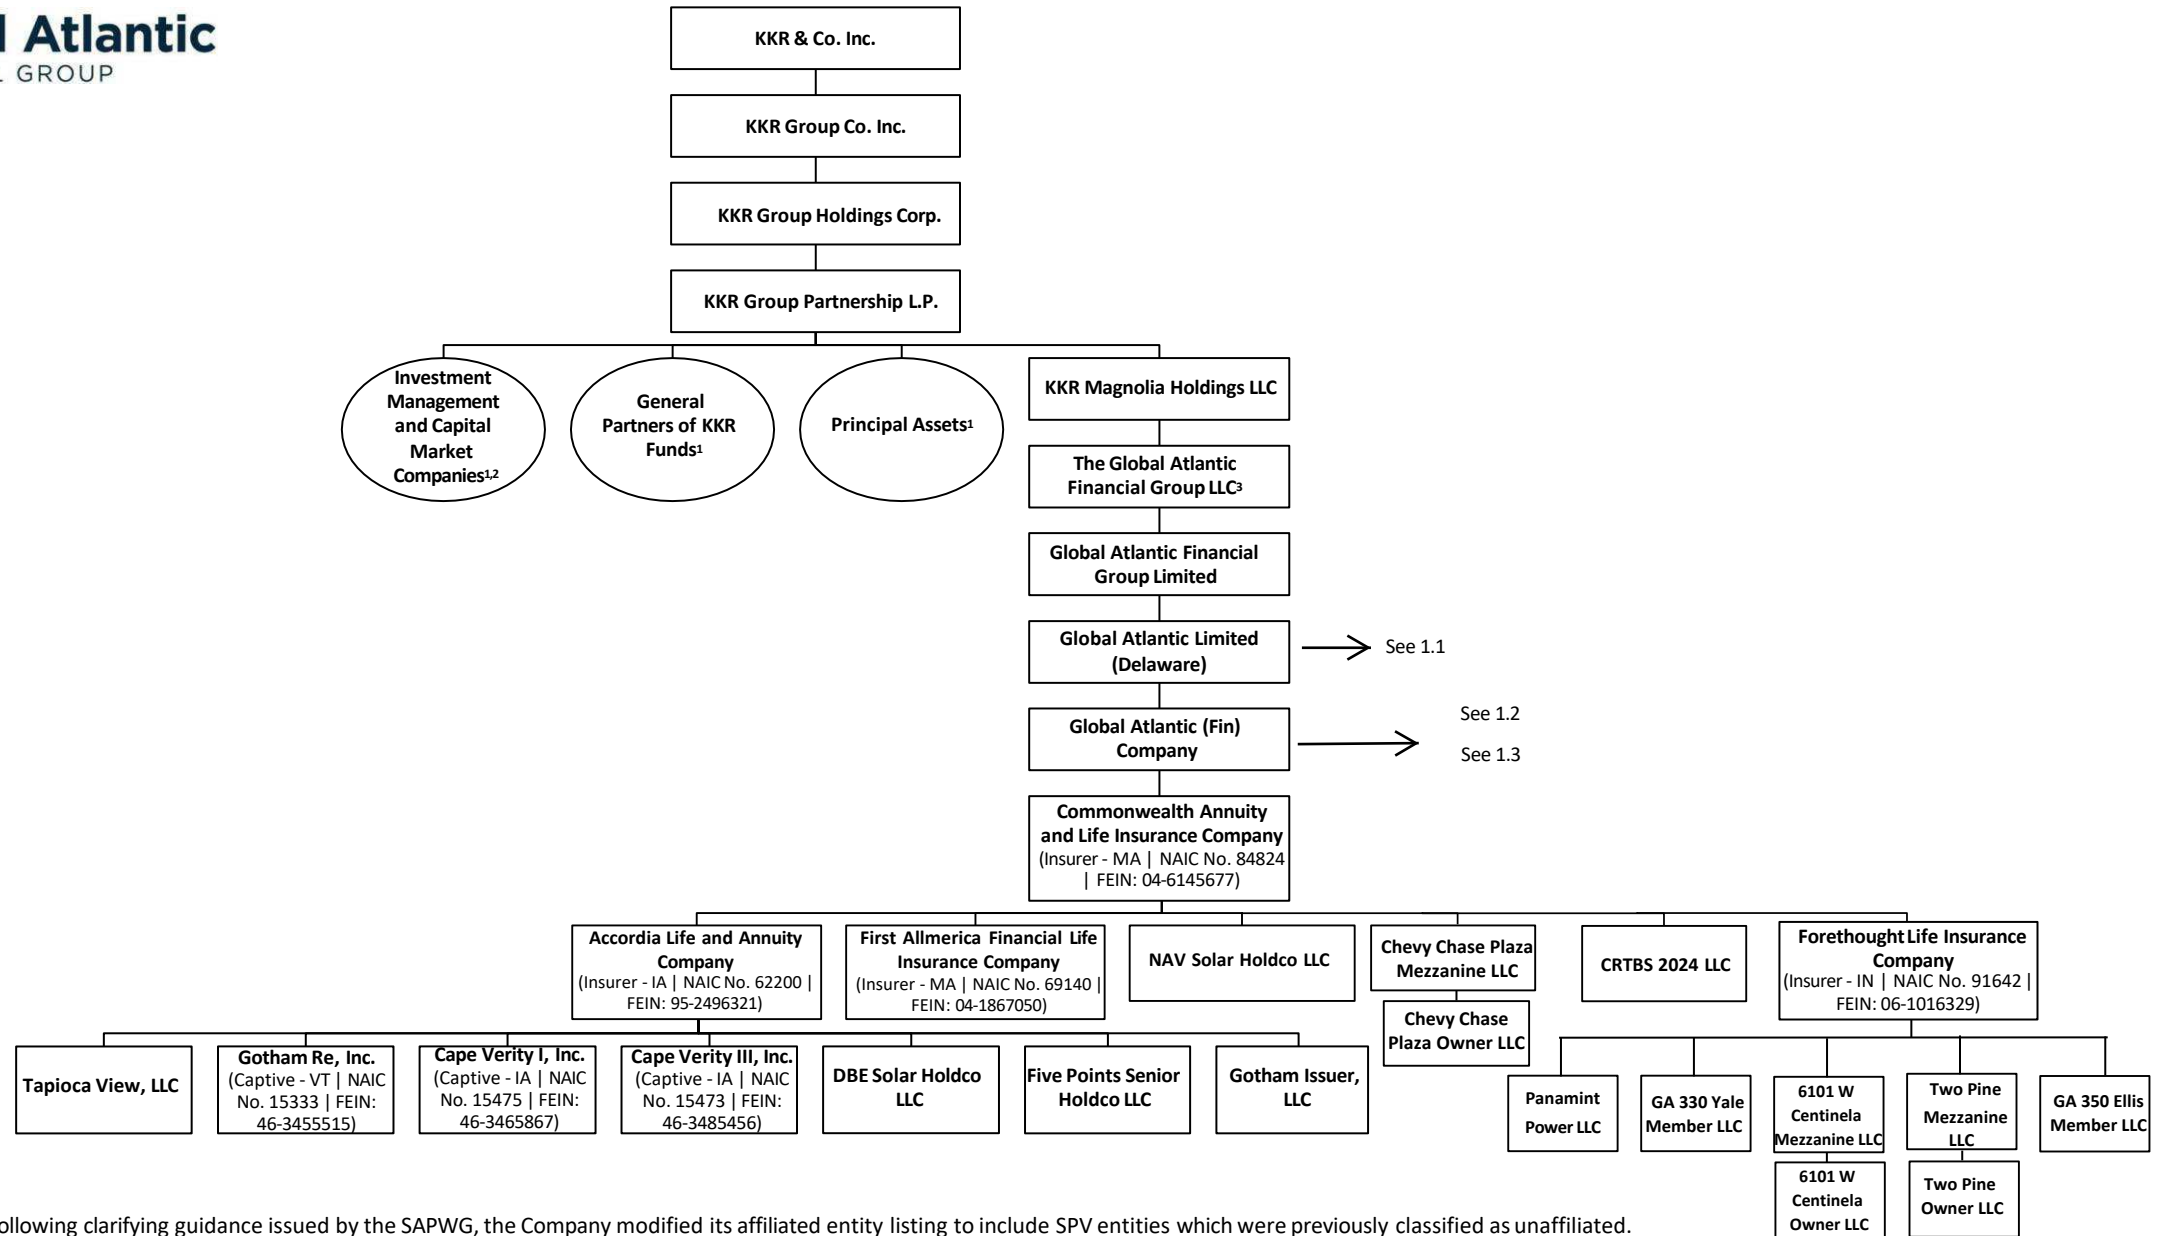 Atlantic
GROUP
KKR & Co. Inc.
KKR Group Co. Inc.
KKR Group Holdings Corp.
KKR Group Partnership L.P.
Investment
Management
and Capital
Market
Companies1,2
General
Partners of KKR
Funds1
Principal Assets1
KKR Magnolia Holdings LLC
The Global Atlantic
Financial Group LLC3
Global Atlantic Financial
Group Limited
Global Atlantic Limited
(Delaware)
See 1.1
Global Atlantic (Fin)
Company
See 1.2
See 1.3
Commonwealth Annuity
and Life Insurance Company
(Insurer - MA | NAIC No. 84824
| FEIN: 04-6145677)
Accordia Life and Annuity
Company
(Insurer - IA | NAIC No. 62200 |
FEIN: 95-2496321)
First Allmerica Financial Life
Insurance Company
(Insurer - MA | NAIC No. 69140 |
FEIN: 04-1867050)
NAV Solar Holdco LLC
Chevy Chase Plaza
Mezzanine LLC
Chevy Chase
Plaza Owner LLC
CRTBS 2024 LLC
Forethought Life Insurance
Company
(Insurer - IN | NAIC No. 91642 |
FEIN: 06-1016329)
Tapioca View, LLC
Gotham Re, Inc.
(Captive - VT | NAIC
No. 15333 | FEIN:
46-3455515)
Cape Verity I, Inc.
(Captive - IA | NAIC
No. 15475 | FEIN:
46-3465867)
Cape Verity III, Inc.
(Captive - IA | NAIC
No. 15473 | FEIN:
46-3485456)
DBE Solar Holdco
LLC
Five Points Senior
Holdco LLC
Gotham Issuer,
LLC
Panamint
Power LLC
GA 330 Yale
Member LLC
6101 W
Centinela
Mezzanine LLC
6101 W
Centinela
Owner LLC
Two Pine
Mezzanine
LLC
Two Pine
Owner LLC
GA 350 Ellis
Member LLC
ollowing clarifying guidance issued by the SAPWG, the Company modified its affiliated entity listing to include SPV entities which were previously classified as unaffiliated.